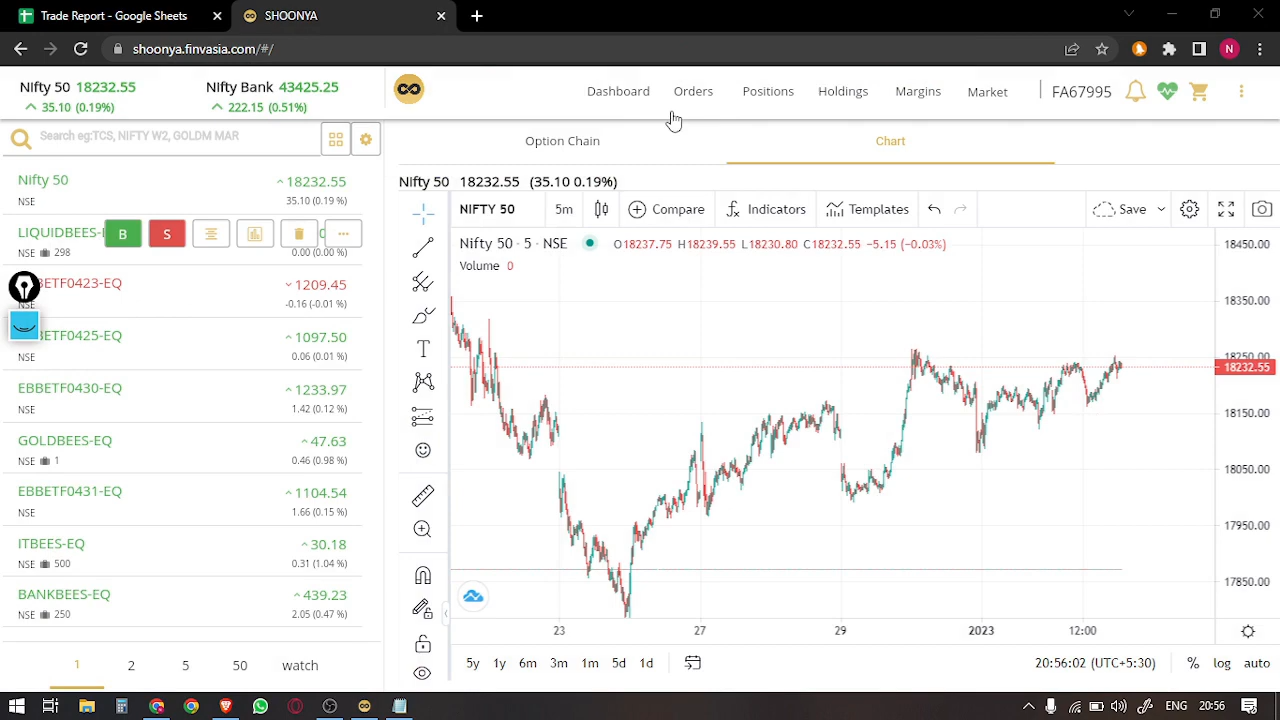 Trade Report - Google Sheets
SHOONYA
shoonya.finvasia.com/#/
N
Nifty 50 18232.55
35.10 (0.19%)
Nifty Bank 43425.25
222.15 (0.51%)
Dashboard
Orders
Positions
Holdings
Margins
Market
FA67995
Search eg:TCS, NIFTY W2, GOLDM MAR
Option Chain
Chart
Nifty 50
18232.55
NSE
35.10 (0.19 %)
LIQUIDBEES-
B
S
NSE 298
0.00 (0.00 %)
BETF0423-EQ
1209.45
NSE
-0.16 (-0.01 %)
BETF0425-EQ
1097.50
NSE
0.06 (0.01 %)
EBBETF0430-EQ
1233.97
NSE
1.42 (0.12 %)
GOLDBEES-EQ
47.63
NSE 1
0.46 (0.98 %)
EBBETF0431-EQ
1104.54
NSE
1.66 (0.15 %)
ITBEES-EQ
30.18
NSE 500
0.31 (1.04 %)
BANKBEES-EQ
439.23
NSE 250
2.05 (0.47 %)
1
2
5
50
watch
Nifty 50 18232.55 (35.10 0.19%)
NIFTY 50
5m
Compare
Indicators
Templates
Save
Nifty 50 · 5 · NSE
O18237.75 H18239.55 L18230.80 C18232.55 -5.15 (-0.03%)
Volume 0
18450.00
18350.00
18250.00
18232.55
18150.00
18050.00
17950.00
17850.00
23
27
29
2023
12:00
5y
1y
6m
3m
1m
5d
1d
20:56:02 (UTC+5:30)
%
log
auto
ENG
20:56